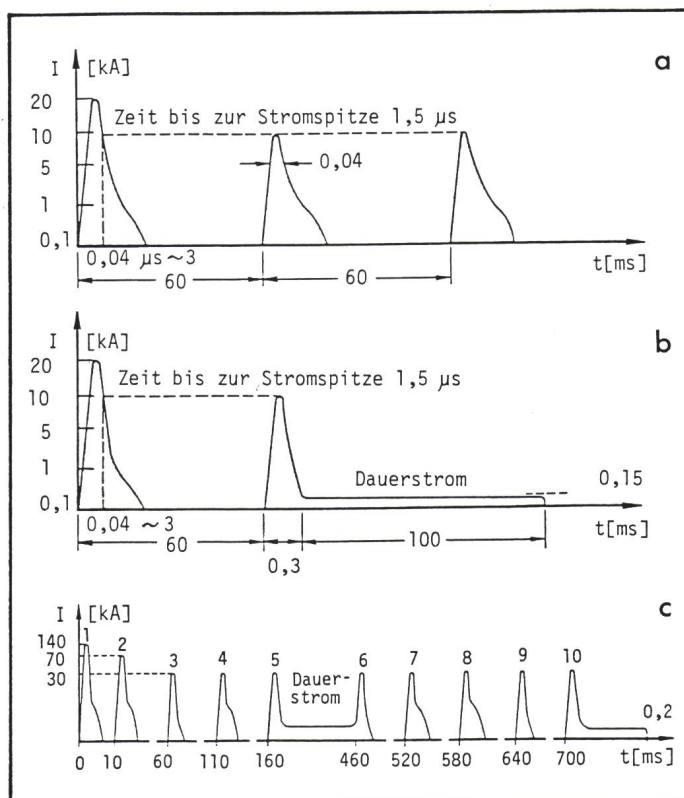 a
I [kA]
20
Zeit bis zur Stromspitze 1,5 µs
10
5
0,04
1
0,1
0,04 µs ~3
t[ms]
60
60
b
I [kA]
20
Zeit bis zur Stromspitze 1,5 µs
10
5
1
Dauerstrom
0,15
0,1
0,04 ~3
t[ms]
60
100
0,3
c
I [kA]
140
1 2 3 4 5 6 7 8 9 10
70
30
Dauer-
strom
0,2
0 10 60 110 160 460 520 580 640 700 t[ms]